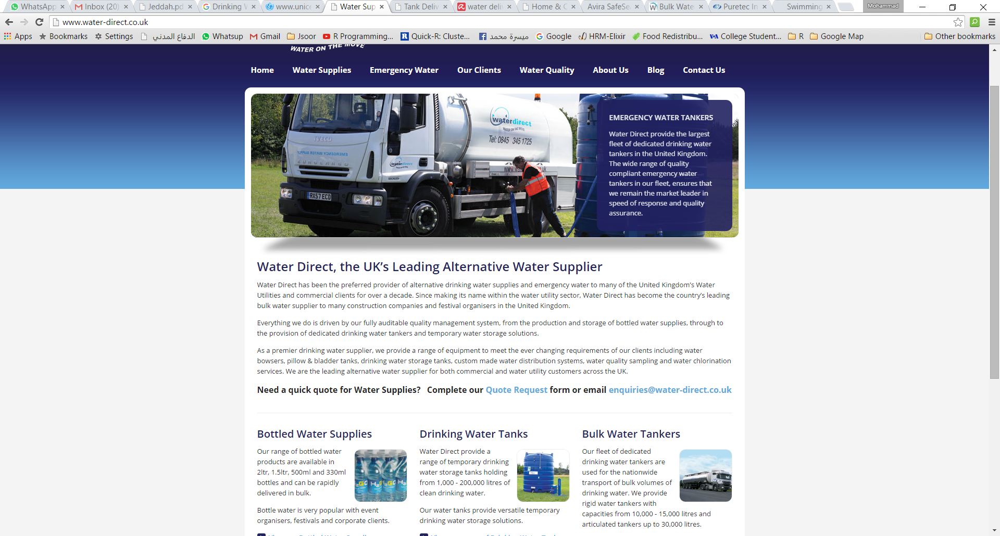 WhatsApp
Inbox (20)
Jeddah.pd
Drinking W
www.unice
Water Sup
Tank Deliv
water deli
Home & C
Avira SafeSe
Bulk Wate
Puretec In
Swimming
Mohammad
www.water-direct.co.uk
Apps
Bookmarks
Settings
الدفاع المدني
Whatsup
Gmail
Jsoor
R Programming...
Quick-R: Cluste...
ميسرة محمد
Google
HRM-Elixir
Food Redistribu...
College Student...
R
Google Map
Other bookmarks
WATER ON THE MOVE
Home
Water Supplies
Emergency Water
Our Clients
Water Quality
About Us
Blog
Contact Us
waterdirect
WATER ON THE MOVE
Tel: 0845 345 1725
IVECO
EMERGENCY WATER SUPPLY
EUROCARGO
waterdirect
RX57 ECD
EMERGENCY WATER TANKERS
Water Direct provide the largest
fleet of dedicated drinking water
tankers in the United Kingdom.
The wide range of quality
compliant emergency water
tankers in our fleet, ensures that
we remain the market leader in
speed of response and quality
assurance.
Water Direct, the UK's Leading Alternative Water Supplier
Water Direct has been the preferred provider of alternative drinking water supplies and emergency water to many of the United Kingdom's Water
Utilities and commercial clients for over a decade. Since making its name within the water utility sector, Water Direct has become the country's leading
bulk water supplier to many construction companies and festival organisers in the United Kingdom.
Everything we do is driven by our fully auditable quality management system, from the production and storage of bottled water supplies, through to
the provision of dedicated drinking water tankers and temporary water storage solutions.
As a premier drinking water supplier, we provide a range of equipment to meet the ever changing requirements of our clients including water
bowsers, pillow & bladder tanks, drinking water storage tanks, custom made water distribution systems, water quality sampling and water chlorination
services. We are the leading alternative water supplier for both commercial and water utility customers across the UK.
Need a quick quote for Water Supplies? Complete our Quote Request form or email enquiries@water-direct.co.uk
Bottled Water Supplies
Our range of bottled water
products are available in
2ltr, 1.5ltr, 500ml and 330ml
bottles and can be rapidly
delivered in bulk.
Bottle water is very popular with event
organisers, festivals and corporate clients.
Drinking Water Tanks
Water Direct provide a
range of temporary drinking
water storage tanks holding
from 1,000 - 200,000 litres of
clean drinking water.
Our water tanks provide versatile temporary
drinking water storage solutions.
Bulk Water Tankers
Our fleet of dedicated
drinking water tankers are
used for the nationwide
transport of bulk volumes of
drinking water. We provide
rigid water tankers with
capacities from 10,000 - 15,000 litres and
articulated tankers up to 30,000 litres.